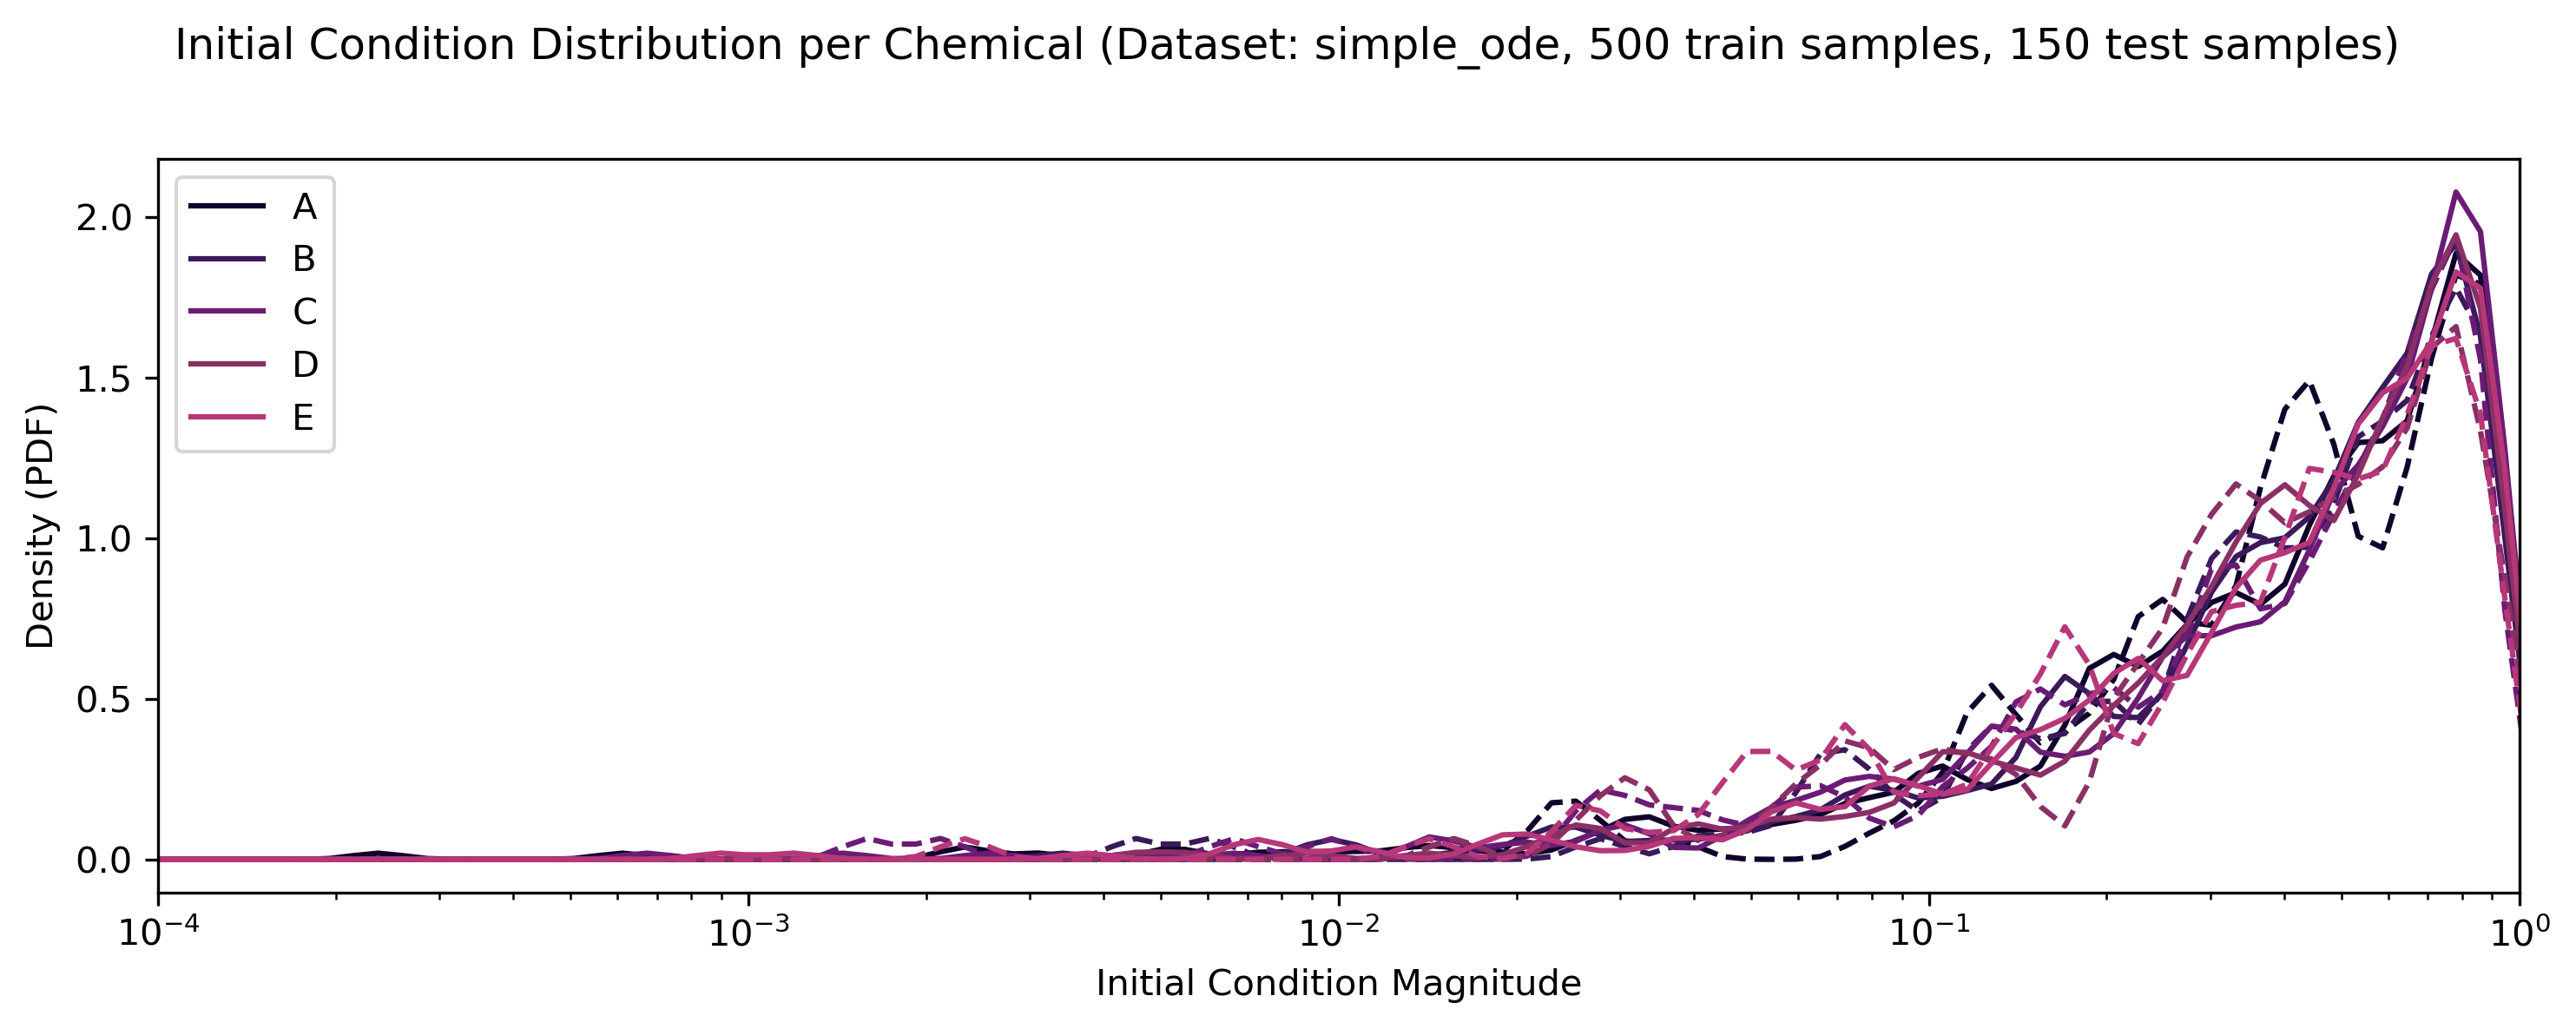 Initial Condition Distribution per Chemical (Dataset: simple_ode, 500 train samples, 150 test samples)
A
B
C
D
E
2.0
1.5
1.0
0.5
0.0
Density (PDF)
10⁻⁴ 10⁻³ 10⁻² 10⁻¹ 10⁰
Initial Condition Magnitude